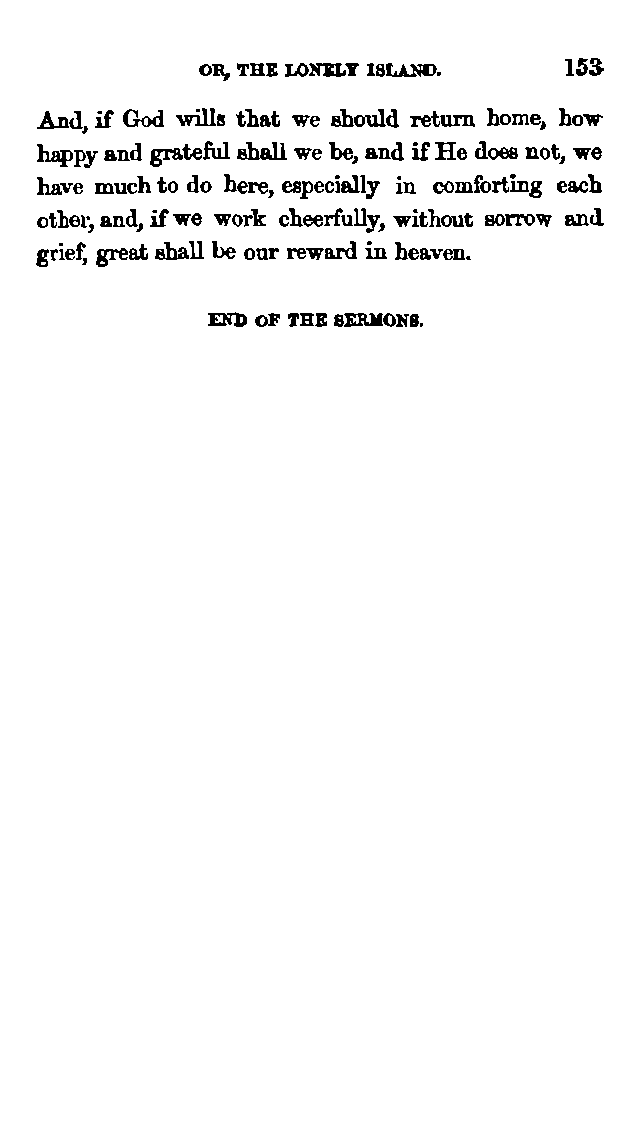 OR, THE LONELY ISLAND. 153
And, if God wills that we should return home, how
happy and grateful shall we be, and if He does not, we
have much to do here, especially in comforting each
other, and, if we work cheerfully, without sorrow and
grief, great shall be our reward in heaven.
END OF THE SERMONS.